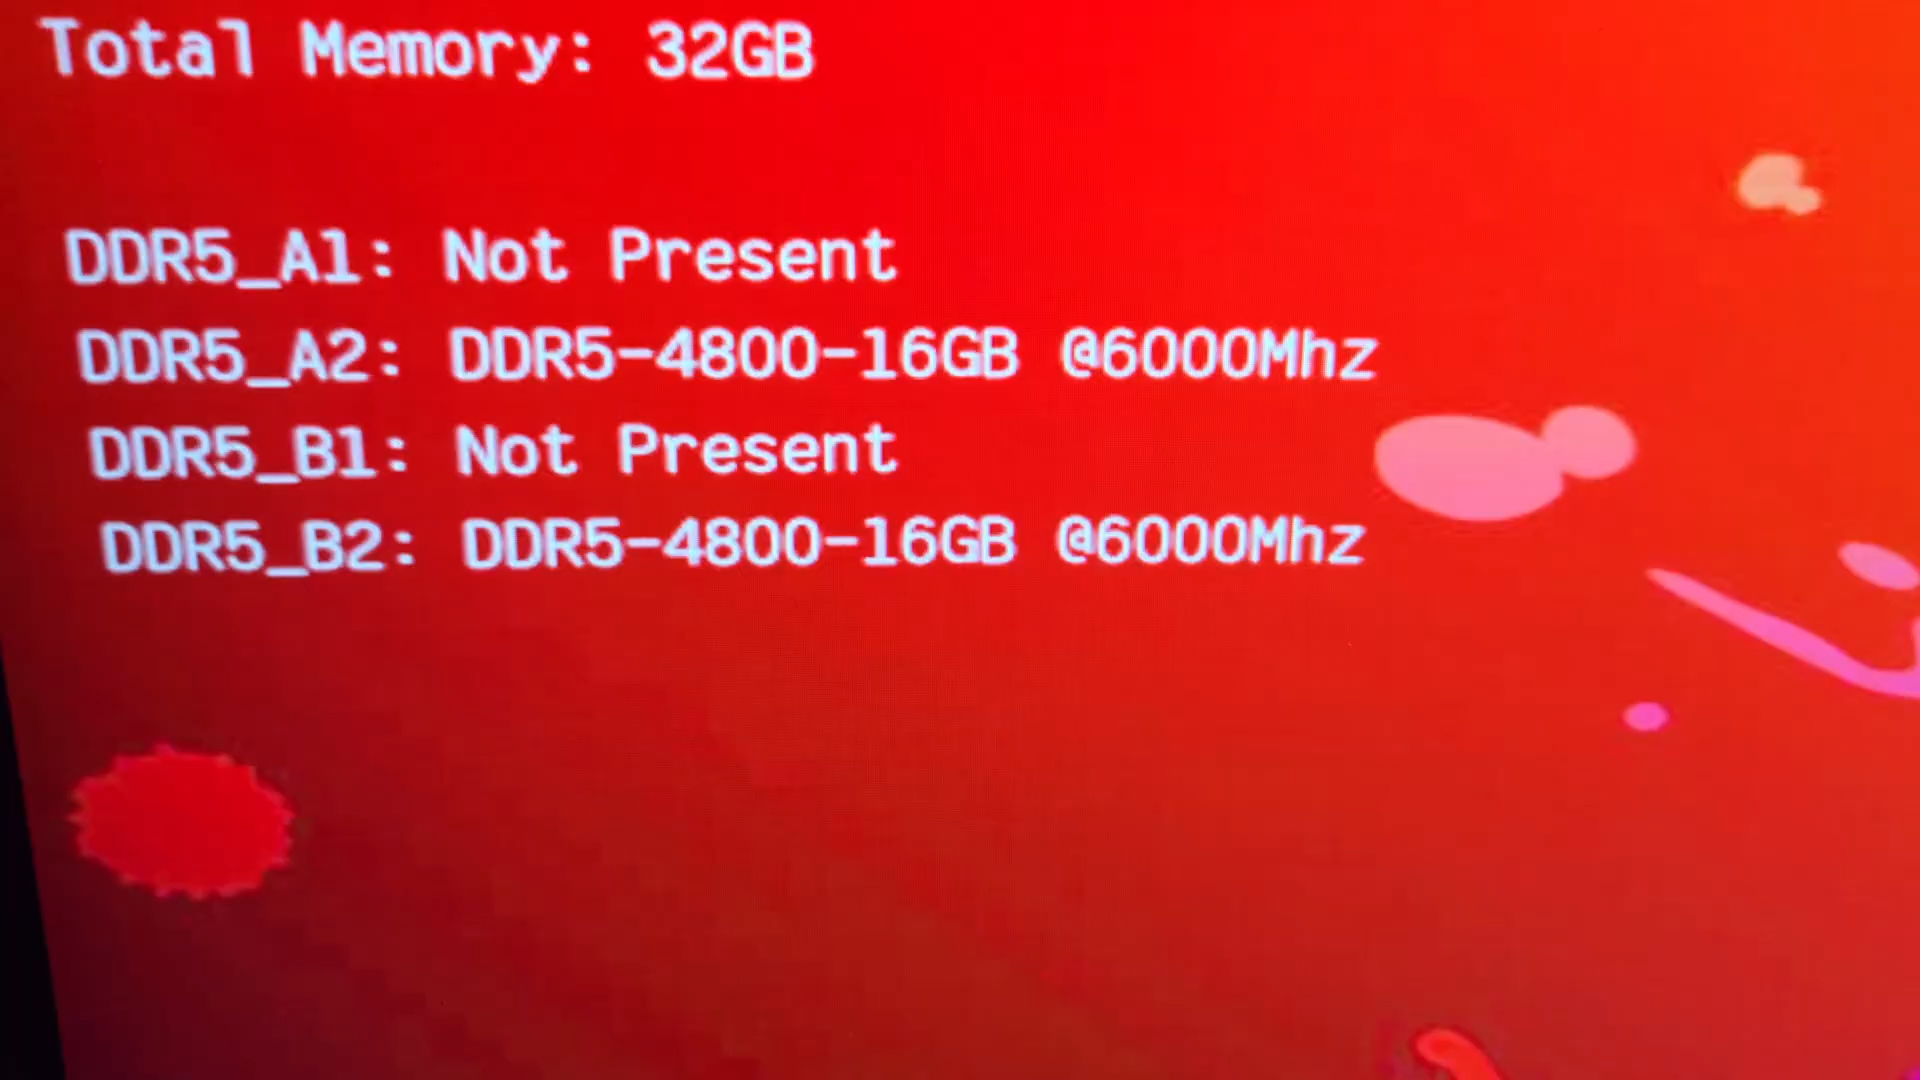 Total Memory: 32GB
DDR5_A1: Not Present
DDR5_A2: DDR5-4800-16GB @6000Mhz
DDR5_B1: Not Present
DDR5_B2: DDR5-4800-16GB @6000Mhz